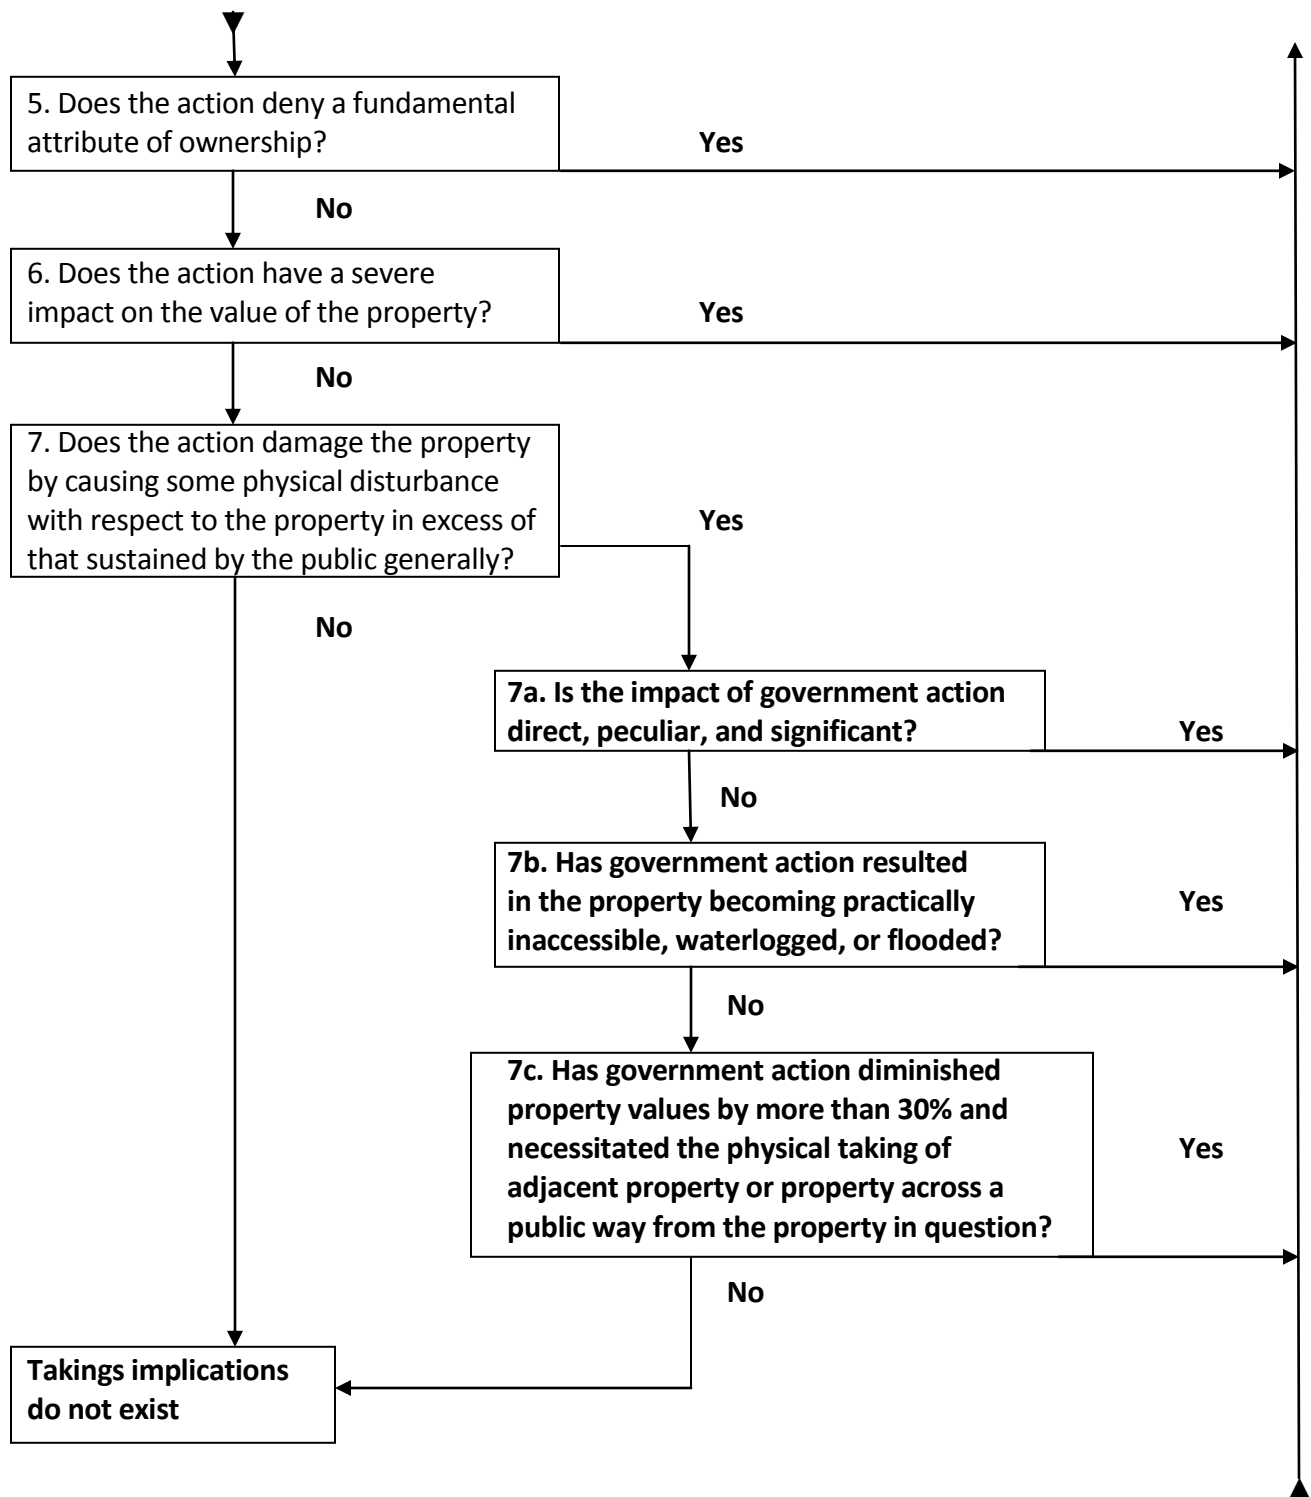 5. Does the action deny a fundamental
attribute of ownership?
Yes
No
6. Does the action have a severe
impact on the value of the property?
Yes
No
7. Does the action damage the property
by causing some physical disturbance
with respect to the property in excess of
that sustained by the public generally?
Yes
No
7a. Is the impact of government action
direct, peculiar, and significant?
Yes
No
7b. Has government action resulted
in the property becoming practically
inaccessible, waterlogged, or flooded?
Yes
No
7c. Has government action diminished
property values by more than 30% and
necessitated the physical taking of
adjacent property or property across a
public way from the property in question?
Yes
No
Takings implications
do not exist